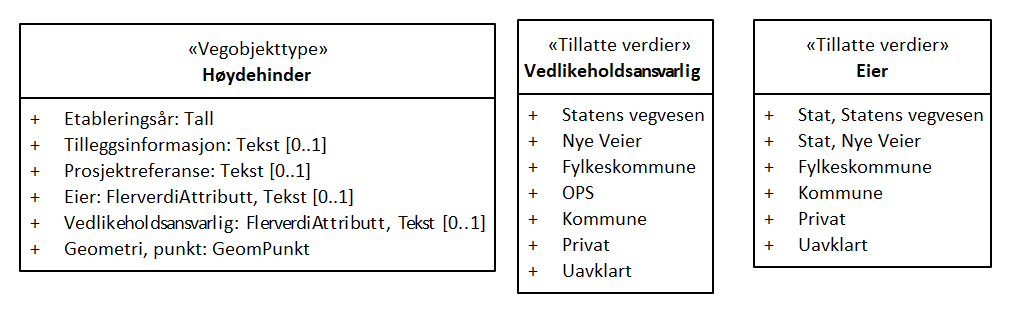 «Vegobjekttype»
Høydehinder
+ Etableringsår: Tall
+ Tilleggsinformasjon: Tekst [0..1]
+ Prosjektreferanse: Tekst [0..1]
+ Eier: FlerverdiAttributt, Tekst [0..1]
+ Vedlikeholdsansvarlig: FlerverdiAttributt, Tekst [0..1]
+ Geometri, punkt: GeomPunkt
«Tillatte verdier»
Vedlikeholdsansvarlig
+ Statens vegvesen
+ Nye Veier
+ Fylkeskommune
+ OPS
+ Kommune
+ Privat
+ Uavklart
«Tillatte verdier»
Eier
+ Stat, Statens vegvesen
+ Stat, Nye Veier
+ Fylkeskommune
+ Kommune
+ Privat
+ Uavklart